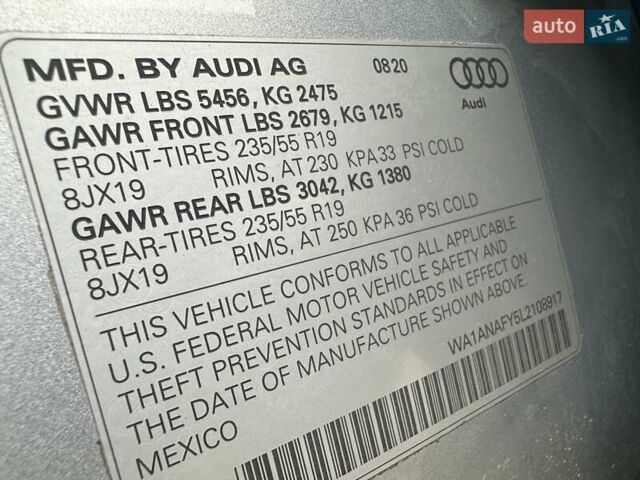 auto RIA.com
MFD. BY AUDI AG 0820
Audi
GVWR LBS 5456, KG 2475
GAWR FRONT LBS 2679, KG 1215
FRONT-TIRES 235/55 R19
8JX19 RIMS, AT 230 KPA33 PSI COLD
GAWR REAR LBS 3042, KG 1380
REAR-TIRES 235/55 R19
8JX19 RIMS, AT 250 KPA 36 PSI COLD
THIS VEHICLE CONFORMS TO ALL APPLICABLE
U.S. FEDERAL MOTOR VEHICLE SAFETY AND
THEFT PREVENTION STANDARDS IN EFFECT ON
THE DATE OF MANUFACTURE SHOWN ABOVE.
WA1ANAFY5L2108917
MEXICO